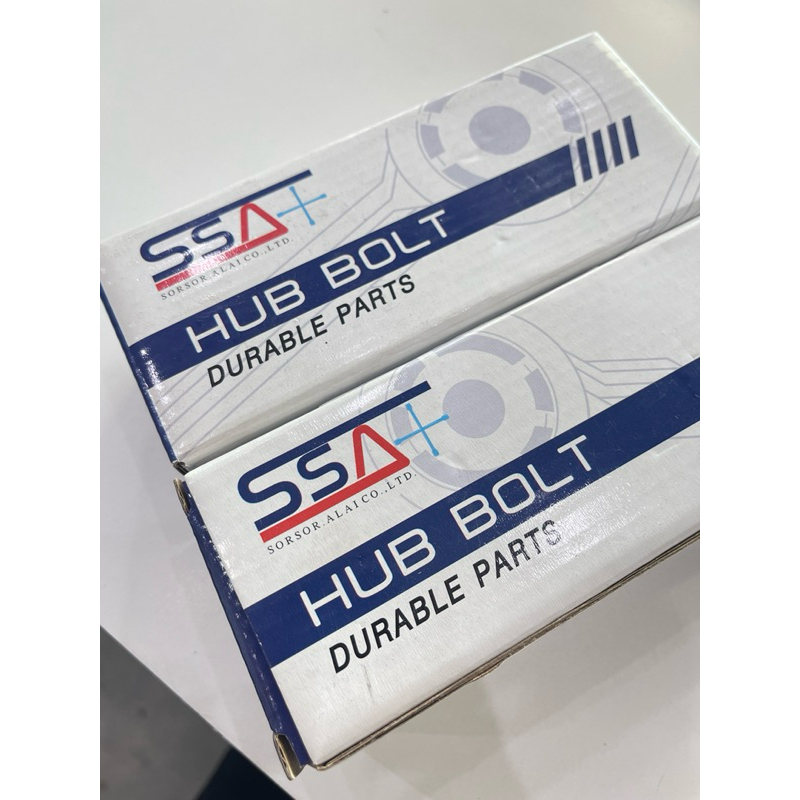 SSA+
SORSOR.ALAI CO.,LTD.
HUB BOLT
DURABLE PARTS
SSA+
SORSOR.ALAI CO.,LTD.
HUB BOLT
DURABLE PARTS